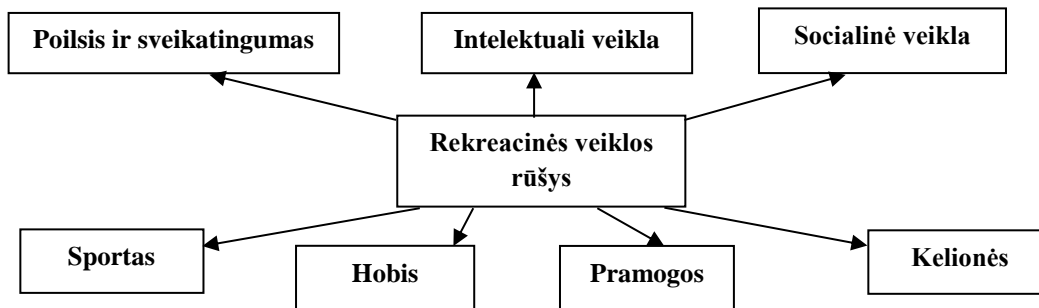 Poilsis ir sveikatingumas
Intelektuali veikla
Socialinė veikla
Rekreacinės veiklos
rūšys
Sportas
Hobis
Pramogos
Kelionės